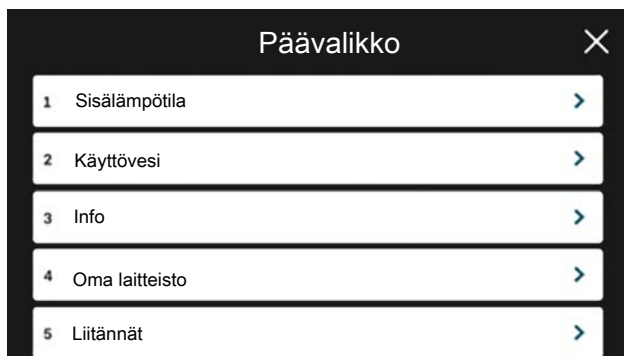 Päävalikko
1 Sisälämpötila
2 Käyttövesi
3 Info
4 Oma laitteisto
5 Liitännät